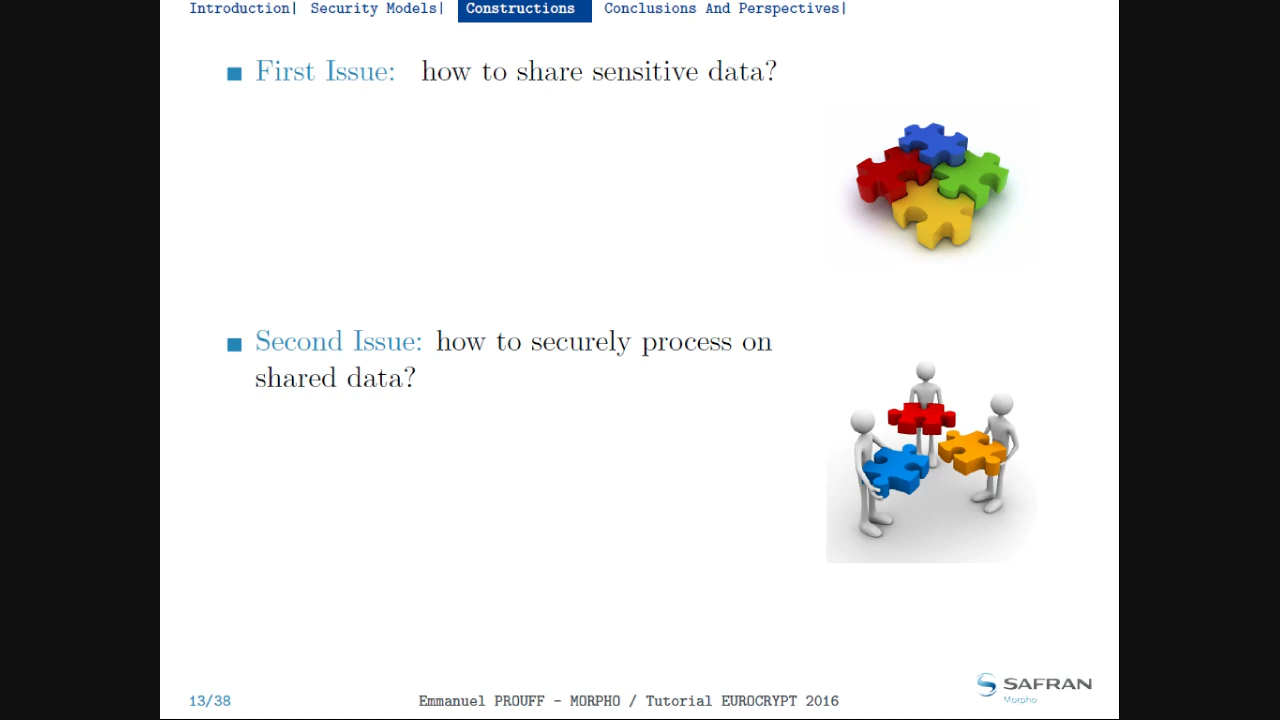 Introduction| Security Models| Constructions Conclusions And Perspectives|
First Issue: how to share sensitive data?
Second Issue: how to securely process on
shared data?
SAFRAN
Morpho
13/38 Emmanuel PROUFF - MORPHO / Tutorial EUROCRYPT 2016